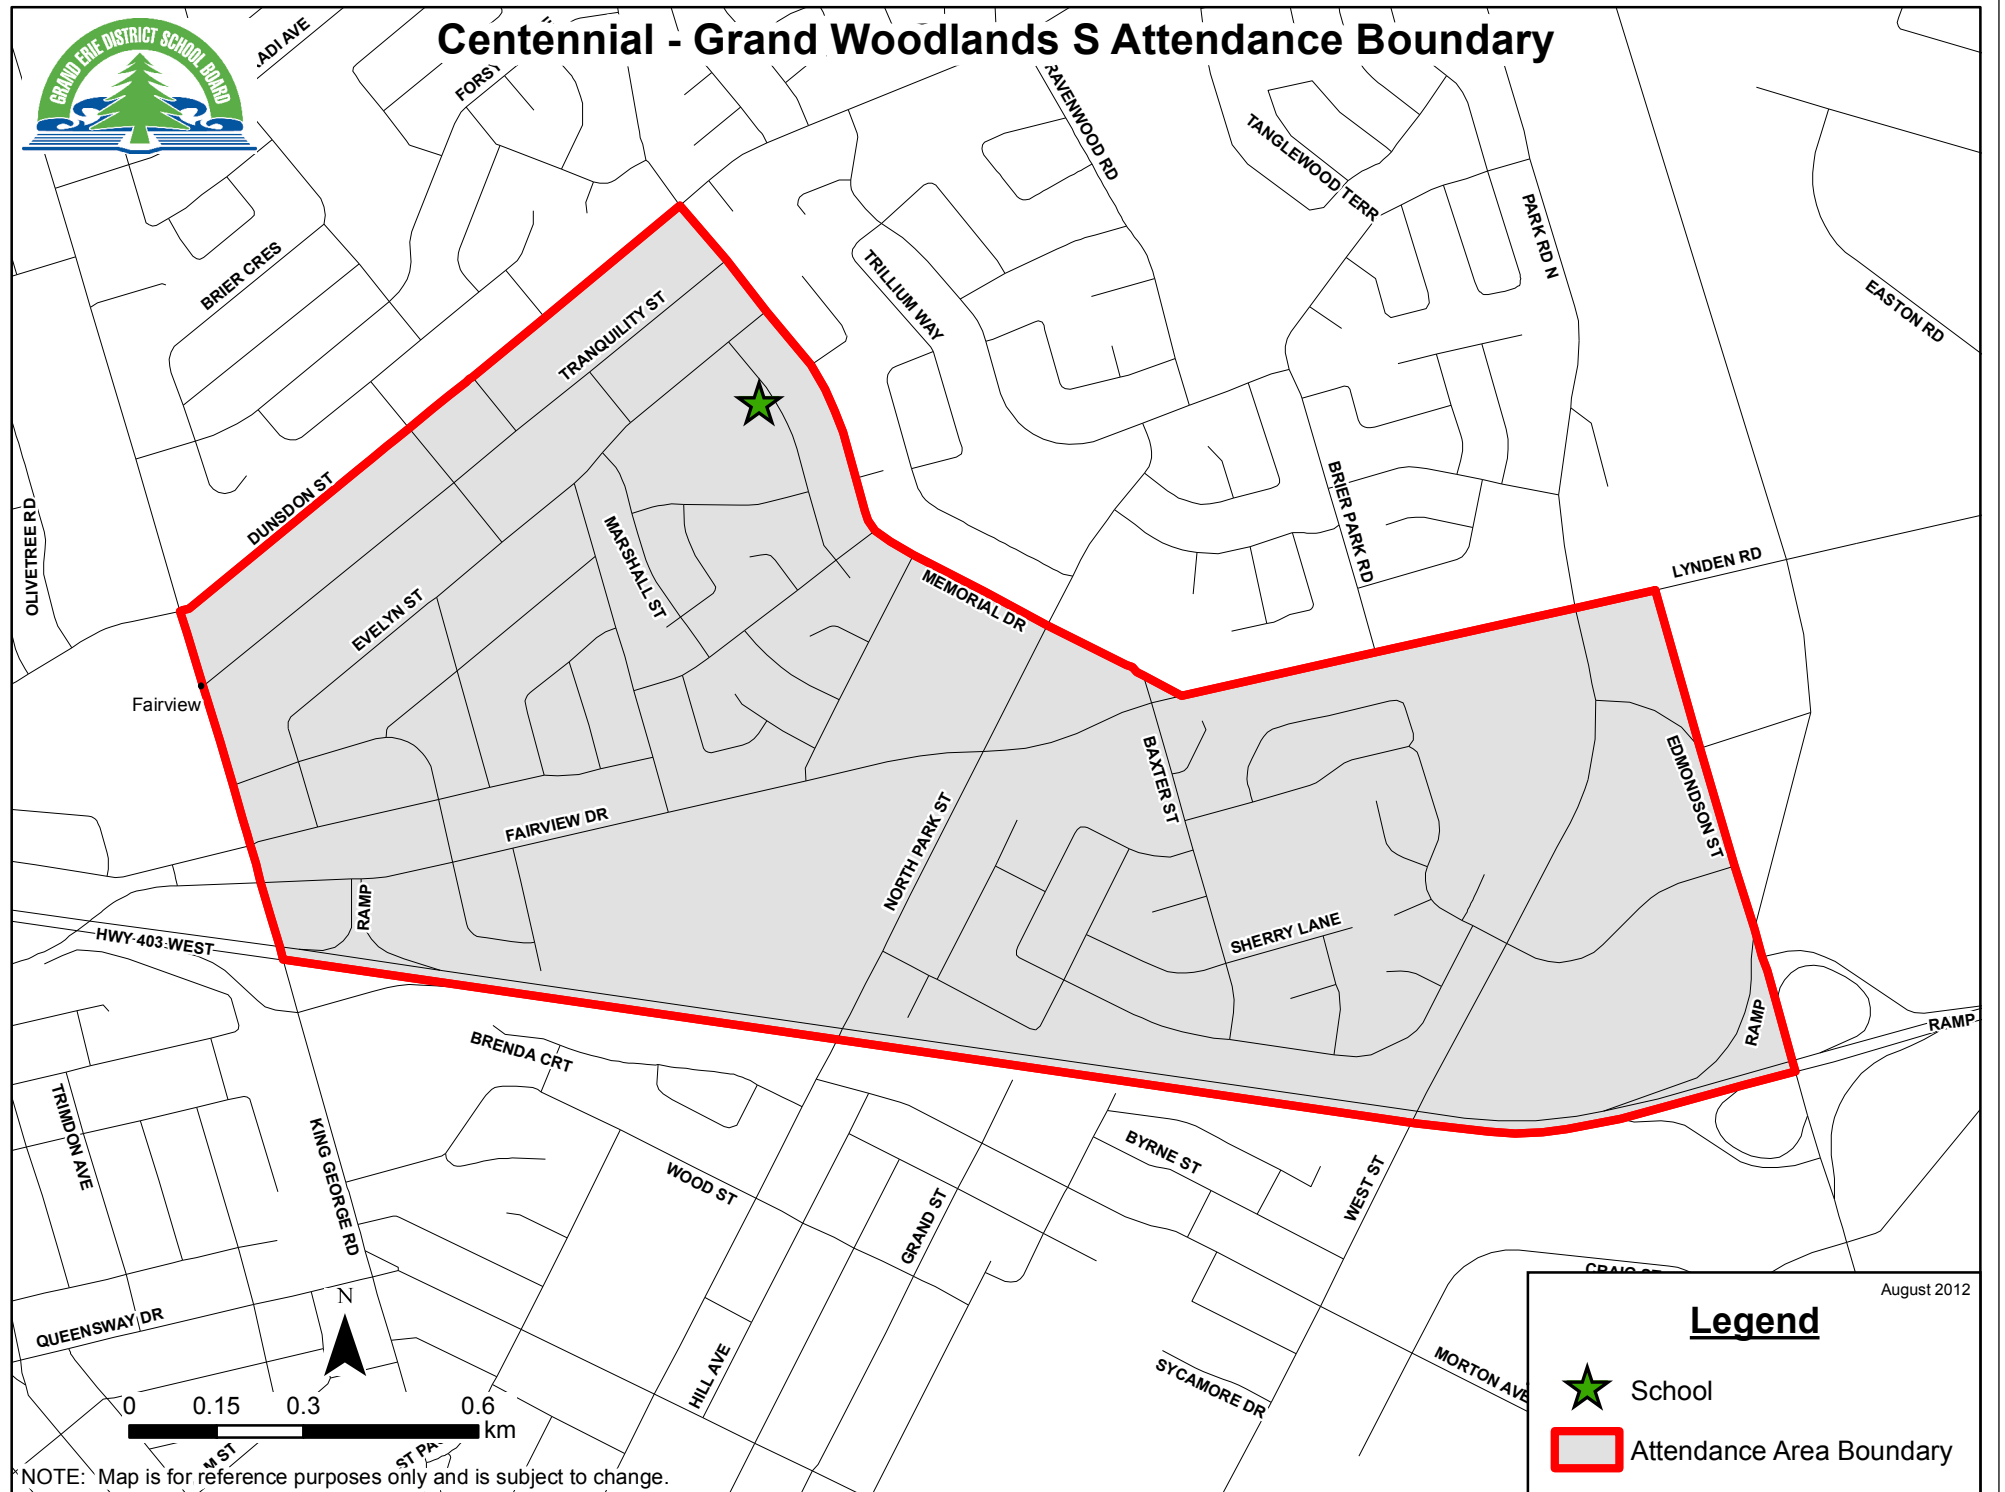 Centennial - Grand Woodlands S Attendance Boundary
GRAND ERIE DISTRICT SCHOOL BOARD
ADI AVE
RAVENWOOD RD
TANGLEWOOD TERR
PARK RD N
BRIER CRES
TRILLIUM WAY
EASTON RD
TRANQUILITY ST
DUNSDON ST
OLIVETREE RD
BRIER PARK RD
MARSHALL ST
LYNDEN RD
MEMORIAL DR
EVELYN ST
Fairview
BAXTER ST
EDMONDSON ST
FAIRVIEW DR
NORTH PARK ST
RAMP
SHERRY LANE
HWY 403 WEST
RAMP
RAMP
BRENDA CRT
TRIMDON AVE
KING GEORGE RD
BYRNE ST
WOOD ST
WEST ST
GRAND ST
QUEENSWAY DR
N
HILL AVE
SYCAMORE DR
MORTON AVE
0 0.15 0.3 0.6
km
NOTE: Map is for reference purposes only and is subject to change.
August 2012
Legend
School
Attendance Area Boundary